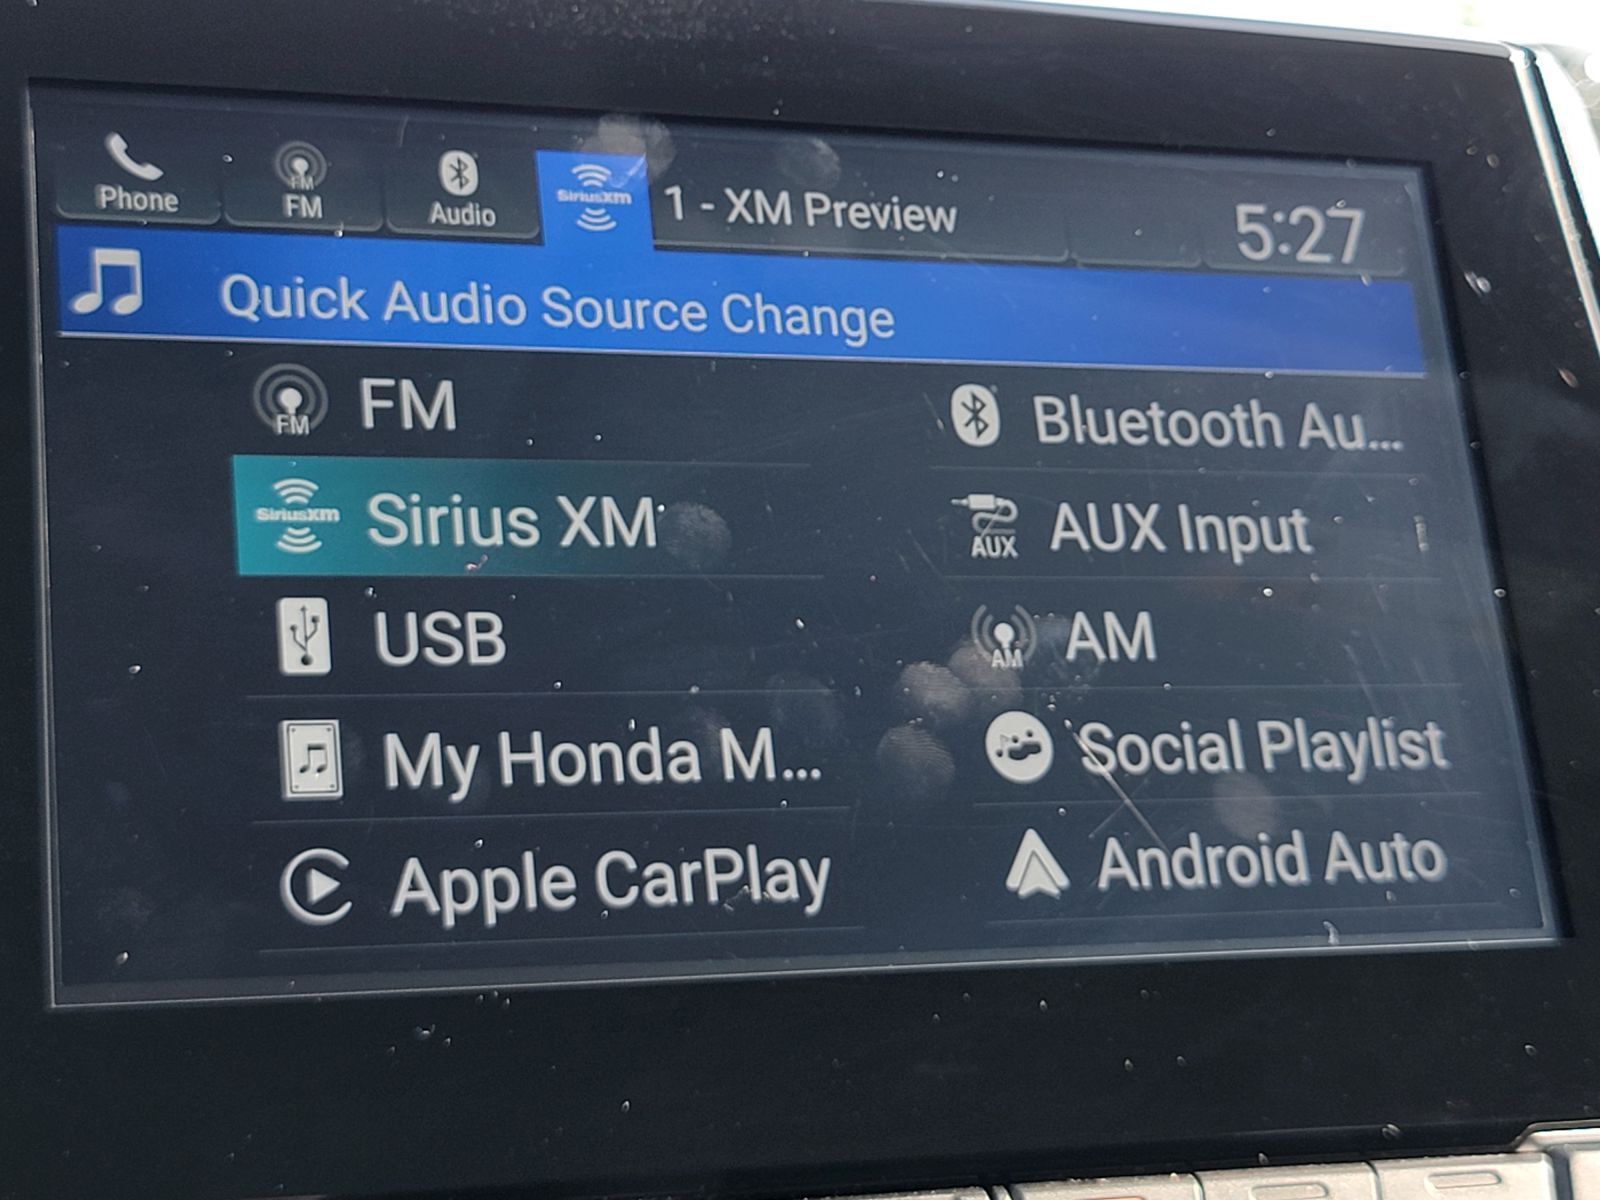 Phone
FM
FM
Audio
SiriusXM
1 - XM Preview
5:27
Quick Audio Source Change
FM
FM
Bluetooth Au...
SiriusXM
Sirius XM
AUX
AUX Input
USB
AM
AM
My Honda M...
Social Playlist
Apple CarPlay
Android Auto